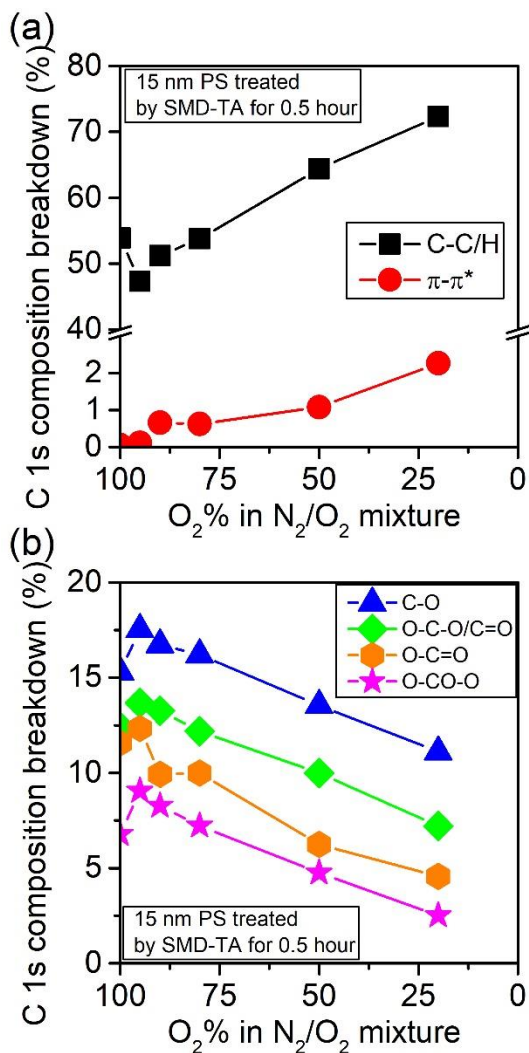 (a)
C 1s composition breakdown (%)
80
70
60
50
40
2
1
0
15 nm PS treated
by SMD-TA for 0.5 hour
C-C/H
π-π*
100 75 50 25 0
O₂% in N₂/O₂ mixture
(b)
C 1s composition breakdown (%)
20
15
10
5
0
C-O
O-C-O/C=O
O-C=O
O-CO-O
15 nm PS treated
by SMD-TA for 0.5 hour
100 75 50 25 0
O₂% in N₂/O₂ mixture